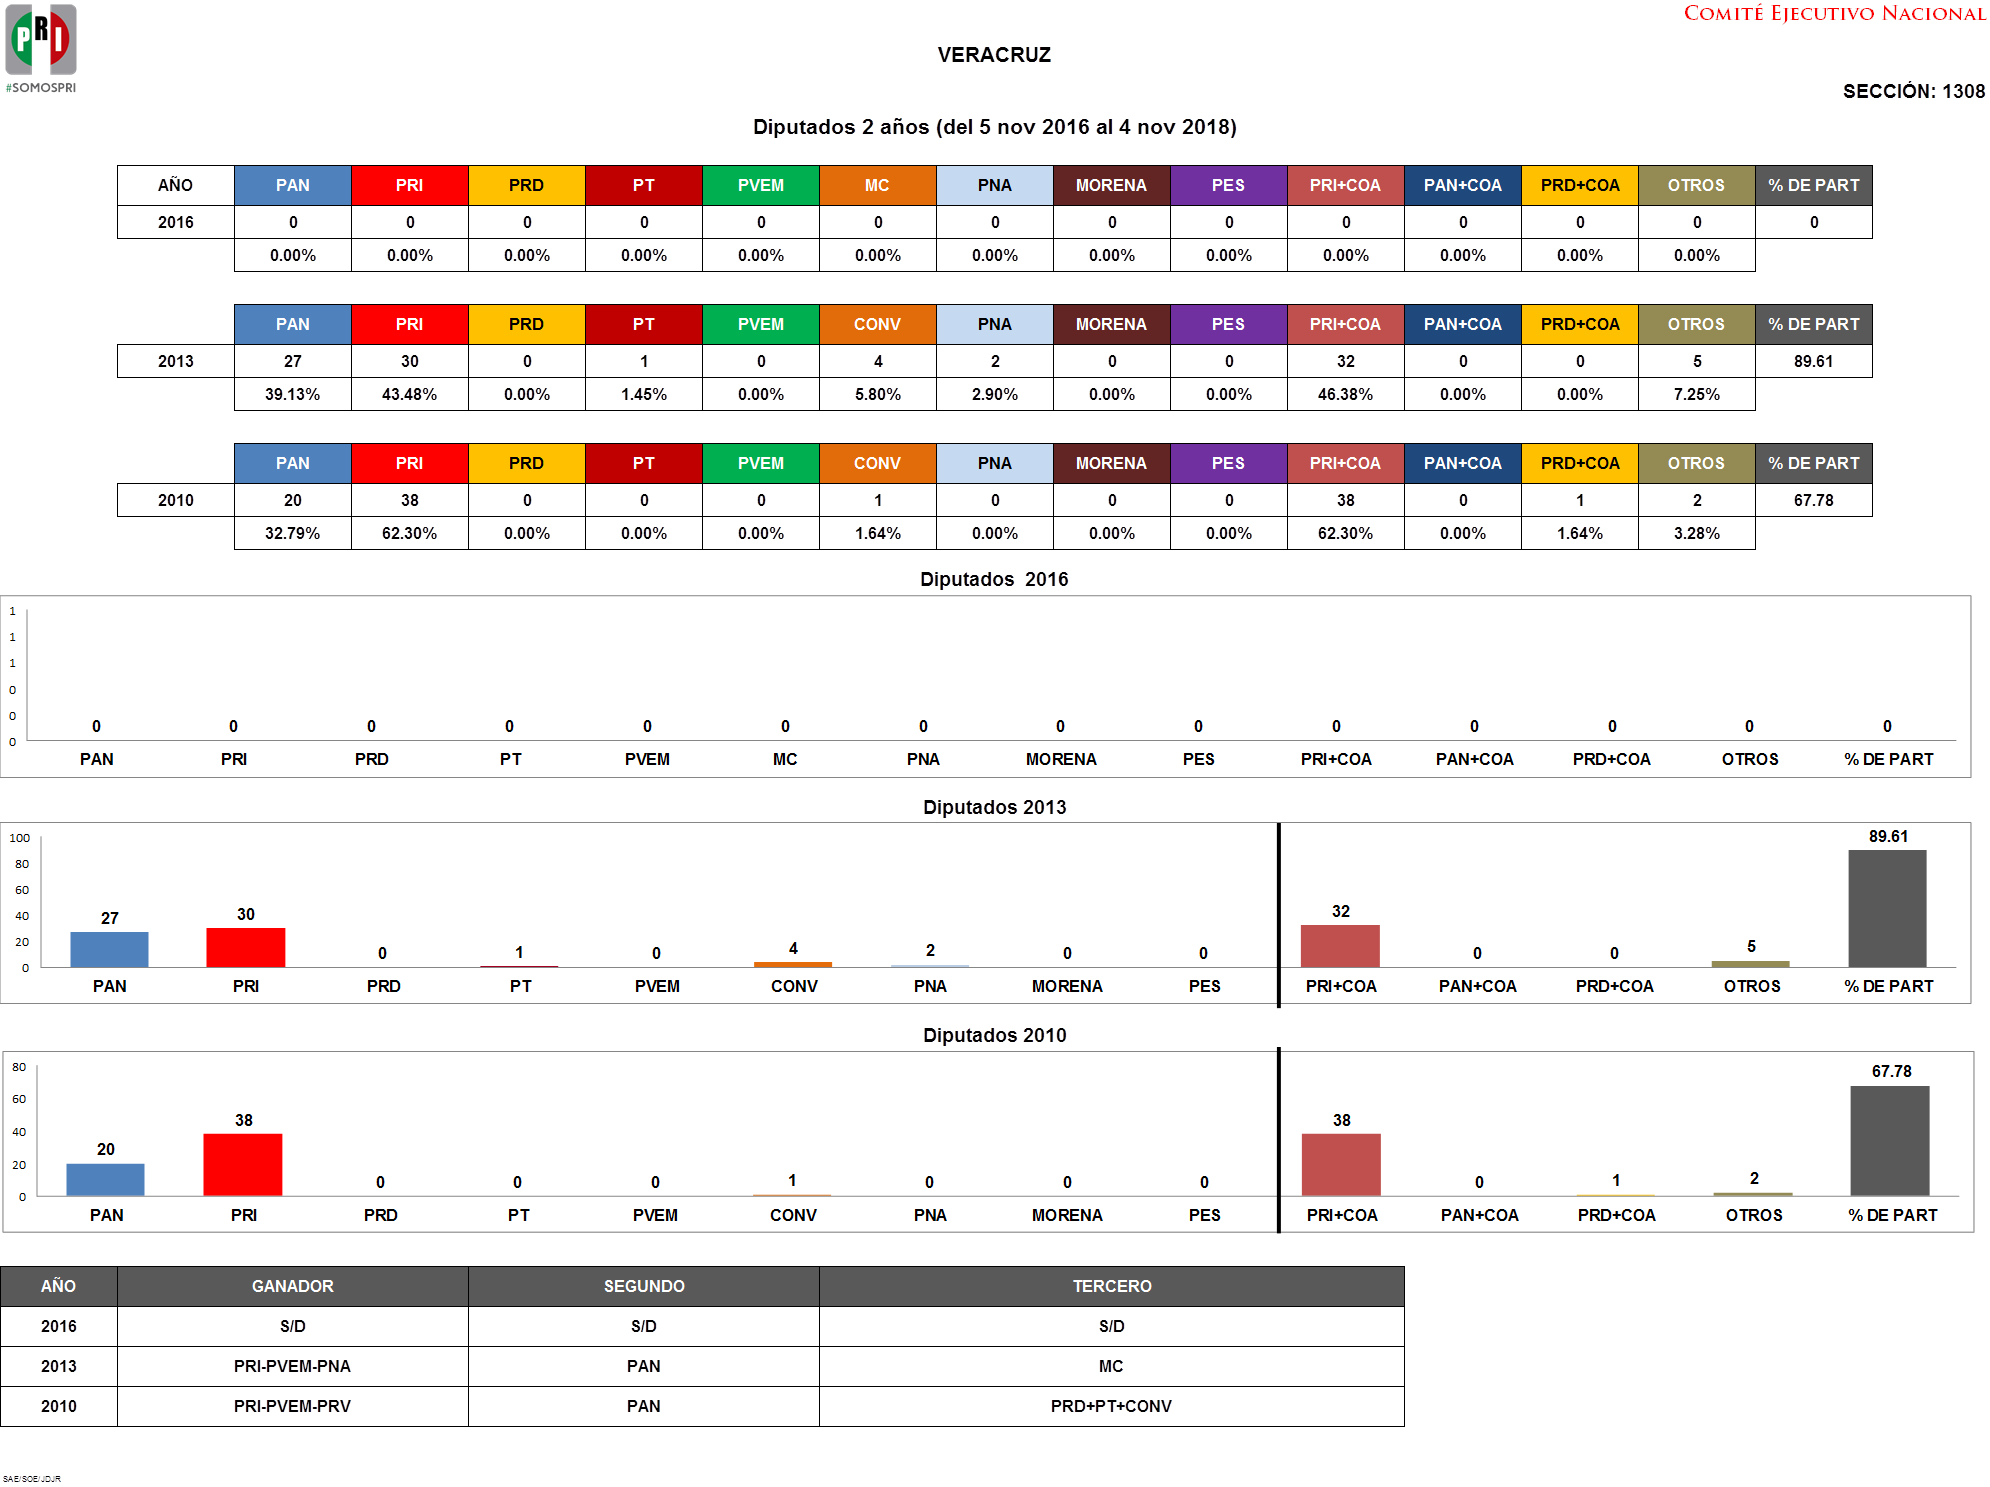 COMITÉ EJECUTIVO NACIONAL
PRI
#SOMOSPRI
VERACRUZ
SECCIÓN: 1308
Diputados 2 años (del 5 nov 2016 al 4 nov 2018)
AÑO PAN PRI PRD PT PVEM MC PNA MORENA PES PRI+COA PAN+COA PRD+COA OTROS % DE PART
2016 0 0 0 0 0 0 0 0 0 0 0 0 0 0
0.00% 0.00% 0.00% 0.00% 0.00% 0.00% 0.00% 0.00% 0.00% 0.00% 0.00% 0.00% 0.00%
PAN PRI PRD PT PVEM CONV PNA MORENA PES PRI+COA PAN+COA PRD+COA OTROS % DE PART
2013 27 30 0 1 0 4 2 0 0 32 0 0 5 89.61
39.13% 43.48% 0.00% 1.45% 0.00% 5.80% 2.90% 0.00% 0.00% 46.38% 0.00% 0.00% 7.25%
PAN PRI PRD PT PVEM CONV PNA MORENA PES PRI+COA PAN+COA PRD+COA OTROS % DE PART
2010 20 38 0 0 0 1 0 0 0 38 0 1 2 67.78
32.79% 62.30% 0.00% 0.00% 0.00% 1.64% 0.00% 0.00% 0.00% 62.30% 0.00% 1.64% 3.28%
Diputados 2016
1
1
1
0
0
0
0 0 0 0 0 0 0 0 0 0 0 0 0 0
PAN PRI PRD PT PVEM MC PNA MORENA PES PRI+COA PAN+COA PRD+COA OTROS % DE PART
Diputados 2013
100
80
60
40
20
0
27 30 0 1 0 4 2 0 0 32 0 0 5 89.61
PAN PRI PRD PT PVEM CONV PNA MORENA PES PRI+COA PAN+COA PRD+COA OTROS % DE PART
Diputados 2010
80
60
40
20
0
20 38 0 0 0 1 0 0 0 38 0 1 2 67.78
PAN PRI PRD PT PVEM CONV PNA MORENA PES PRI+COA PAN+COA PRD+COA OTROS % DE PART
AÑO GANADOR SEGUNDO TERCERO
2016 S/D S/D S/D
2013 PRI-PVEM-PNA PAN MC
2010 PRI-PVEM-PRV PAN PRD+PT+CONV
SAE/SOE/JDJR